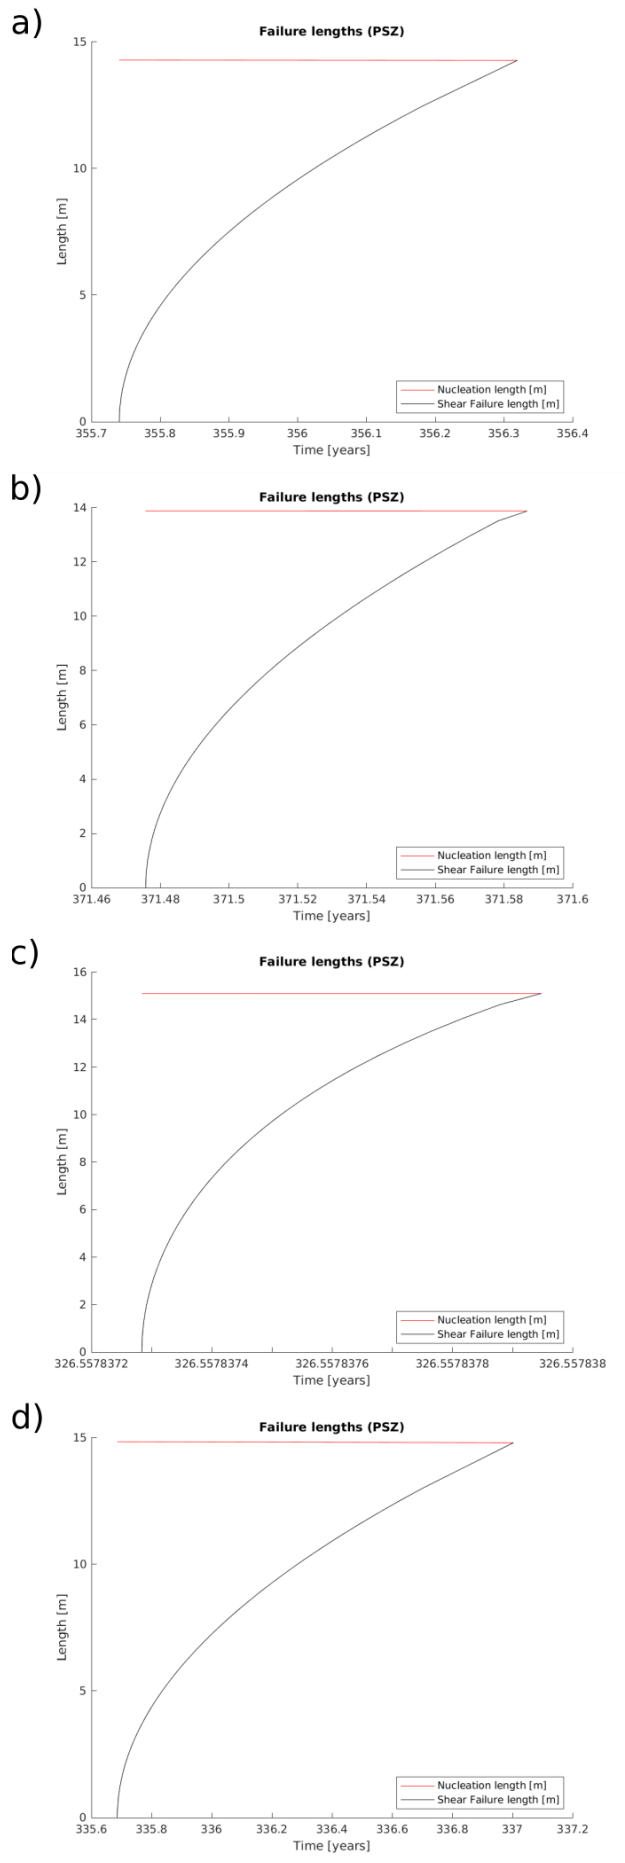 a)
Failure lengths (PSZ)
15
10
5
0
Length [m]
Nucleation length [m]
Shear Failure length [m]
355.7 355.8 355.9 356 356.1 356.2 356.3 356.4
Time [years]
b)
Failure lengths (PSZ)
14
12
10
8
6
4
2
0
Length [m]
Nucleation length [m]
Shear Failure length [m]
371.46 371.48 371.5 371.52 371.54 371.56 371.58 371.6
Time [years]
c)
Failure lengths (PSZ)
16
14
12
10
8
6
4
2
0
Length [m]
Nucleation length [m]
Shear Failure length [m]
326.5578372 326.5578374 326.5578376 326.5578378 326.557838
Time [years]
d)
Failure lengths (PSZ)
15
10
5
0
Length [m]
Nucleation length [m]
Shear Failure length [m]
335.6 335.8 336 336.2 336.4 336.6 336.8 337 337.2
Time [years]